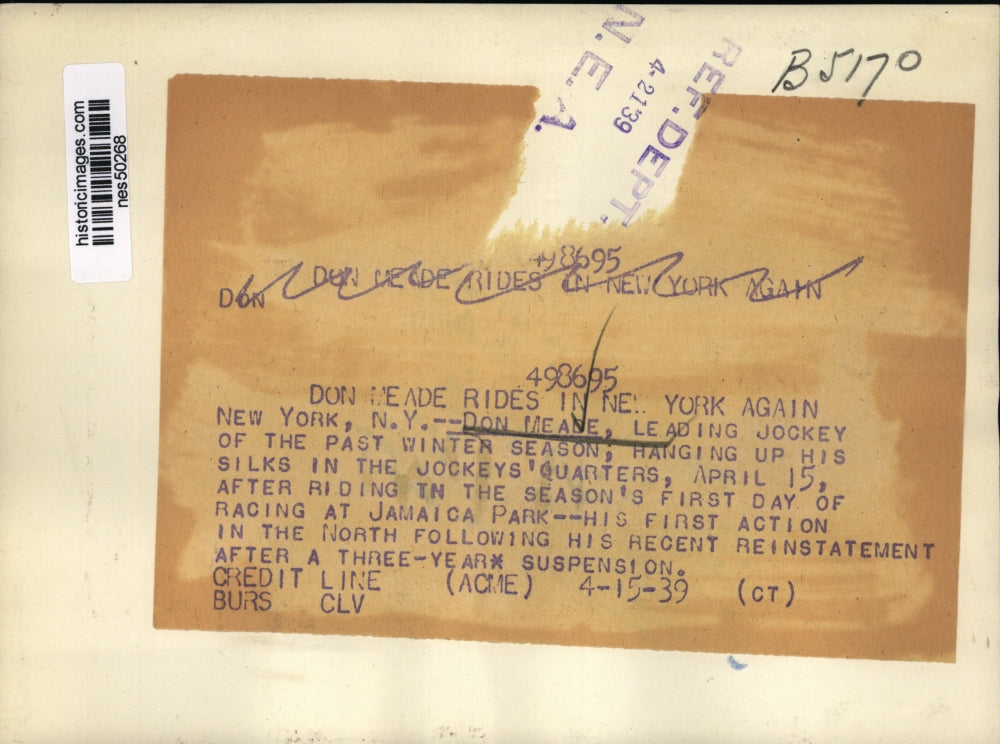 B5170
N.E.A.
4-21'39
REF. DEPT.
historicimages.com
nes50268
498695
DON MEADE RIDES IN NEW YORK AGAIN
DON
498695
DON MEADE RIDES IN NEW YORK AGAIN
NEW YORK, N.Y.--DON MEADE, LEADING JOCKEY
OF THE PAST WINTER SEASON, HANGING UP HIS
SILKS IN THE JOCKEYS' QUARTERS, APRIL 15,
AFTER RIDING IN THE SEASON'S FIRST DAY OF
RACING AT JAMAICA PARK--HIS FIRST ACTION
IN THE NORTH FOLLOWING HIS RECENT REINSTATEMENT
AFTER A THREE-YEAR* SUSPENSION.
CREDIT LINE (ACME) 4-15-39 (CT)
BURS CLV